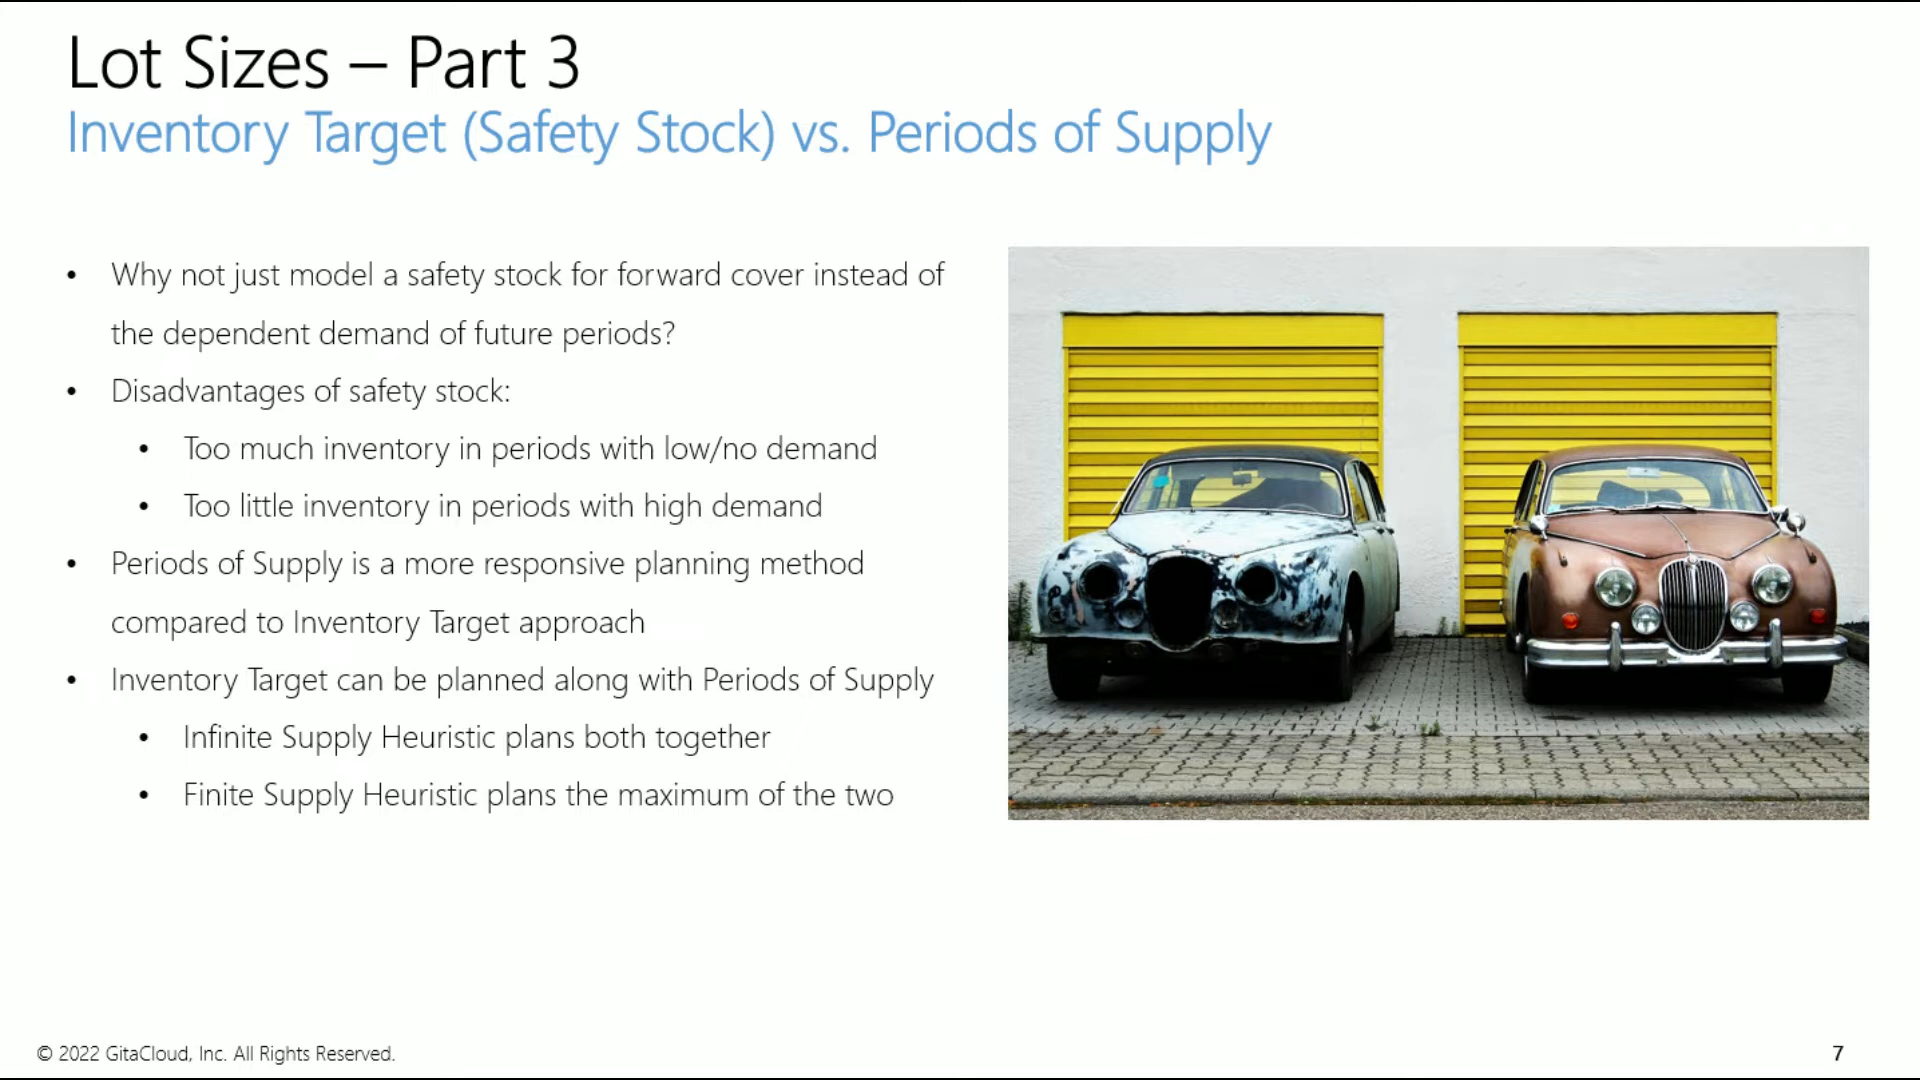 Lot Sizes – Part 3
Inventory Target (Safety Stock) vs. Periods of Supply
• Why not just model a safety stock for forward cover instead of
the dependent demand of future periods?
• Disadvantages of safety stock:
• Too much inventory in periods with low/no demand
• Too little inventory in periods with high demand
• Periods of Supply is a more responsive planning method
compared to Inventory Target approach
• Inventory Target can be planned along with Periods of Supply
• Infinite Supply Heuristic plans both together
• Finite Supply Heuristic plans the maximum of the two
© 2022 GitaCloud, Inc. All Rights Reserved.
7